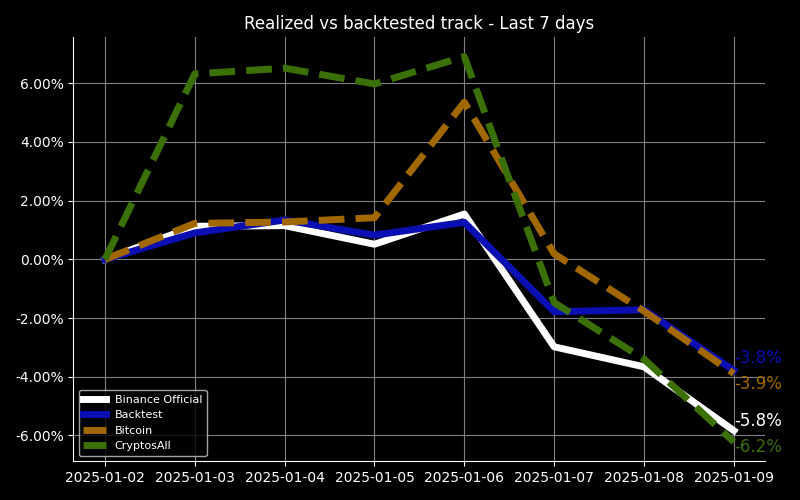 Realized vs backtested track - Last 7 days
6.00%
4.00%
2.00%
0.00%
-2.00%
-4.00%
-6.00%
-3.8%
-3.9%
-5.8%
-6.2%
Binance Official
Backtest
Bitcoin
CryptosAll
2025-01-02 2025-01-03 2025-01-04 2025-01-05 2025-01-06 2025-01-07 2025-01-08 2025-01-09